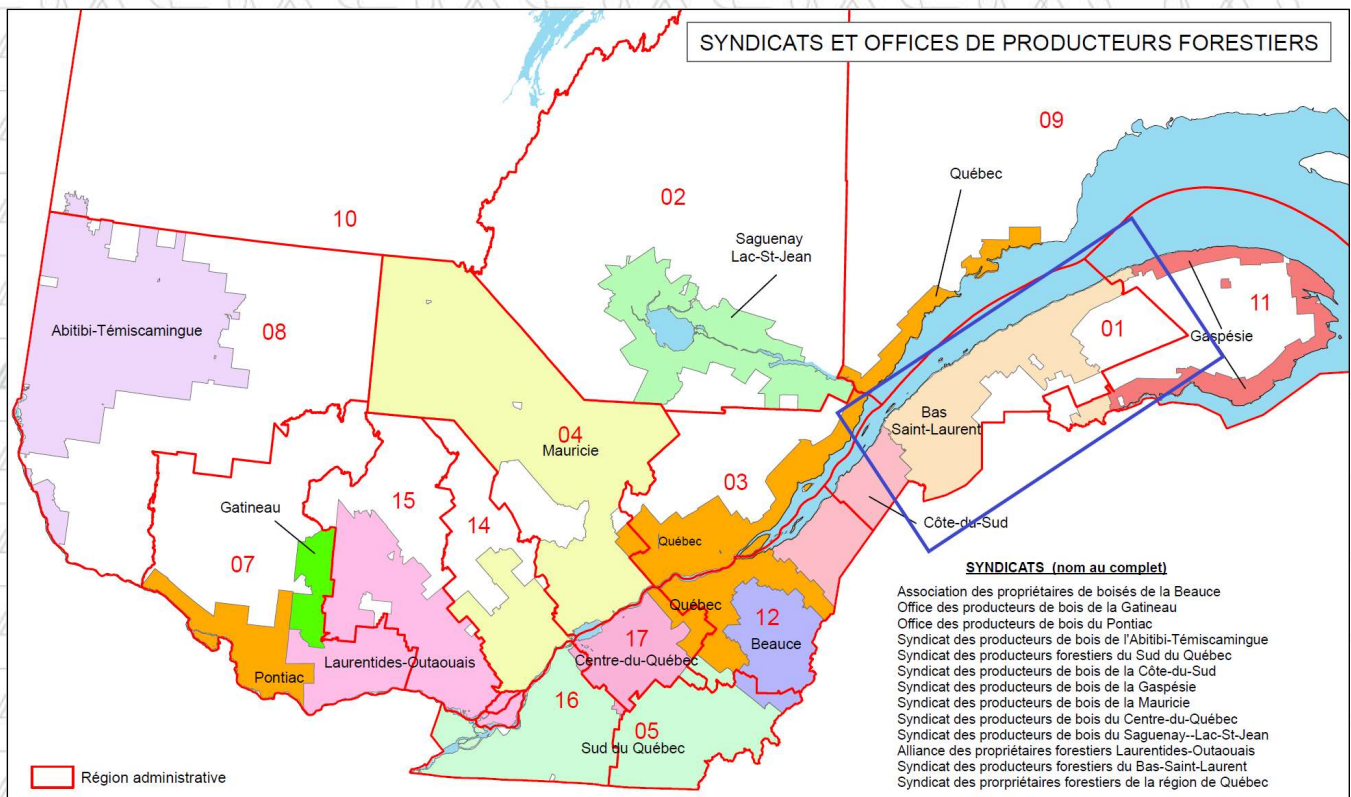 SYNDICATS ET OFFICES DE PRODUCTEURS FORESTIERS
09
Québec
02
10
Saguenay
Lac-St-Jean
Abitibi-Témiscamingue
08
11
01
Gaspésie
Bas
Saint-Laurent
04
Mauricie
03
15
Gatineau
14
Côte-du-Sud
Québec
07
SYNDICATS (nom au complet)
Association des propriétaires de boisés de la Beauce
Office des producteurs de bois de la Gatineau
Office des producteurs de bois du Pontiac
Syndicat des producteurs de bois de l'Abitibi-Témiscamingue
Syndicat des producteurs forestiers du Sud du Québec
Syndicat des producteurs de bois de la Côte-du-Sud
Syndicat des producteurs de bois de la Gaspésie
Syndicat des producteurs de bois de la Mauricie
Syndicat des producteurs de bois du Centre-du-Québec
Syndicat des producteurs de bois du Saguenay--Lac-St-Jean
Alliance des propriétaires forestiers Laurentides-Outaouais
Syndicat des producteurs forestiers du Bas-Saint-Laurent
Syndicat des prorpriétaires forestiers de la région de Québec
Québec
12
17
Beauce
Centre-du-Québec
Laurentides-Outaouais
Pontiac
16
05
Sud du Québec
Région administrative